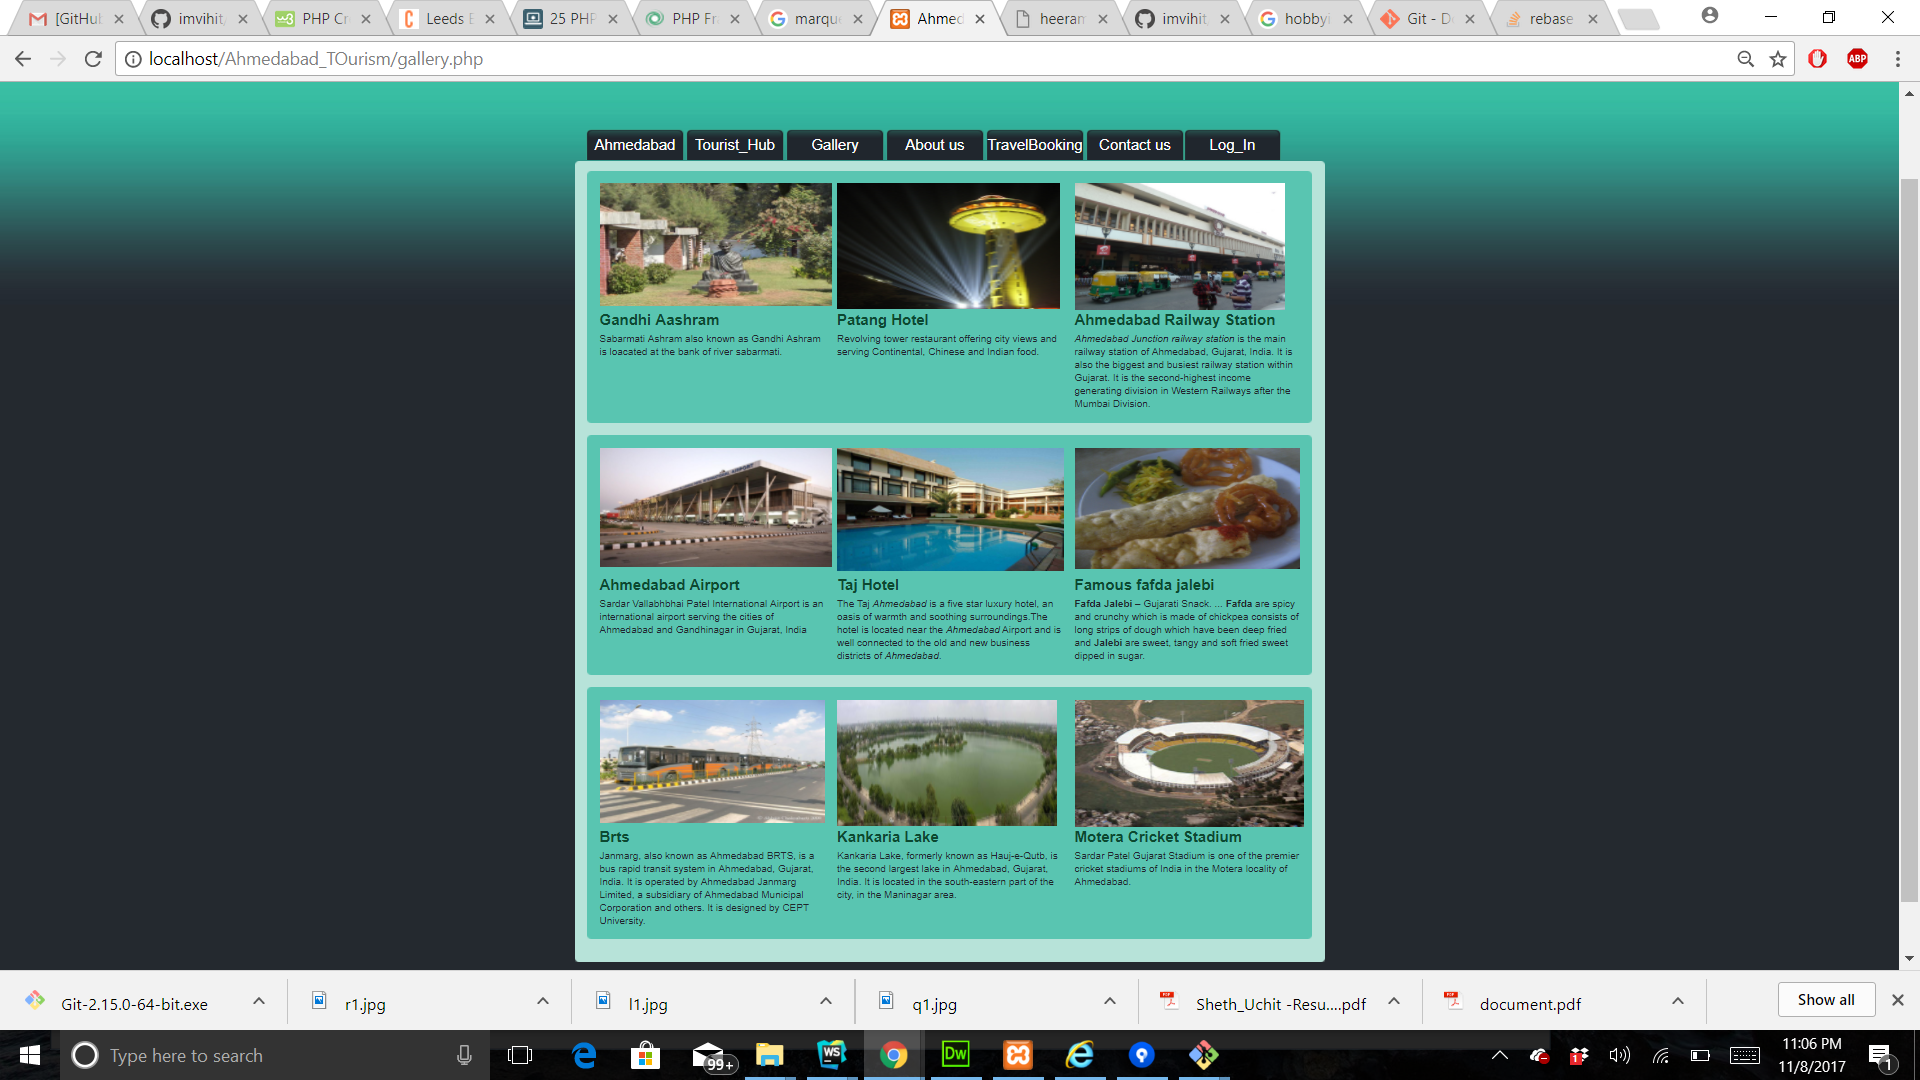 [GitHub
imvihit
PHP Cr
Leeds B
25 PHP
PHP Fr
marque
Ahmed
heeram
imvihit
hobbyi
Git - D
rebase
localhost/Ahmedabad_TOurism/gallery.php
ABP
Ahmedabad
Tourist_Hub
Gallery
About us
TravelBooking
Contact us
Log_In
Gandhi Aashram
Sabarmati Ashram also known as Gandhi Ashram
is loacated at the bank of river sabarmati.
Patang Hotel
Revolving tower restaurant offering city views and
serving Continental, Chinese and Indian food.
Ahmedabad Railway Station
Ahmedabad Junction railway station is the main
railway station of Ahmedabad, Gujarat, India. It is
also the biggest and busiest railway station within
Gujarat. It is the second-highest income
generating division in Western Railways after the
Mumbai Division.
Ahmedabad Airport
Sardar Vallabhbhai Patel International Airport is an
international airport serving the cities of
Ahmedabad and Gandhinagar in Gujarat, India
Taj Hotel
The Taj Ahmedabad is a five star luxury hotel, an
oasis of warmth and soothing surroundings.The
hotel is located near the Ahmedabad Airport and is
well connected to the old and new business
districts of Ahmedabad.
Famous fafda jalebi
Fafda Jalebi – Gujarati Snack. ... Fafda are spicy
and crunchy which is made of chickpea consists of
long strips of dough which have been deep fried
and Jalebi are sweet, tangy and soft fried sweet
dipped in sugar.
Brts
Janmarg, also known as Ahmedabad BRTS, is a
bus rapid transit system in Ahmedabad, Gujarat,
India. It is operated by Ahmedabad Janmarg
Limited, a subsidiary of Ahmedabad Municipal
Corporation and others. It is designed by CEPT
University.
Kankaria Lake
Kankaria Lake, formerly known as Hauj-e-Qutb, is
the second largest lake in Ahmedabad, Gujarat,
India. It is located in the south-eastern part of the
city, in the Maninagar area.
Motera Cricket Stadium
Sardar Patel Gujarat Stadium is one of the premier
cricket stadiums of India in the Motera locality of
Ahmedabad.
Git-2.15.0-64-bit.exe
r1.jpg
l1.jpg
q1.jpg
Sheth_Uchit -Resu....pdf
document.pdf
Show all
Type here to search
99+
WS
Dw
1
11:06 PM
11/8/2017
1